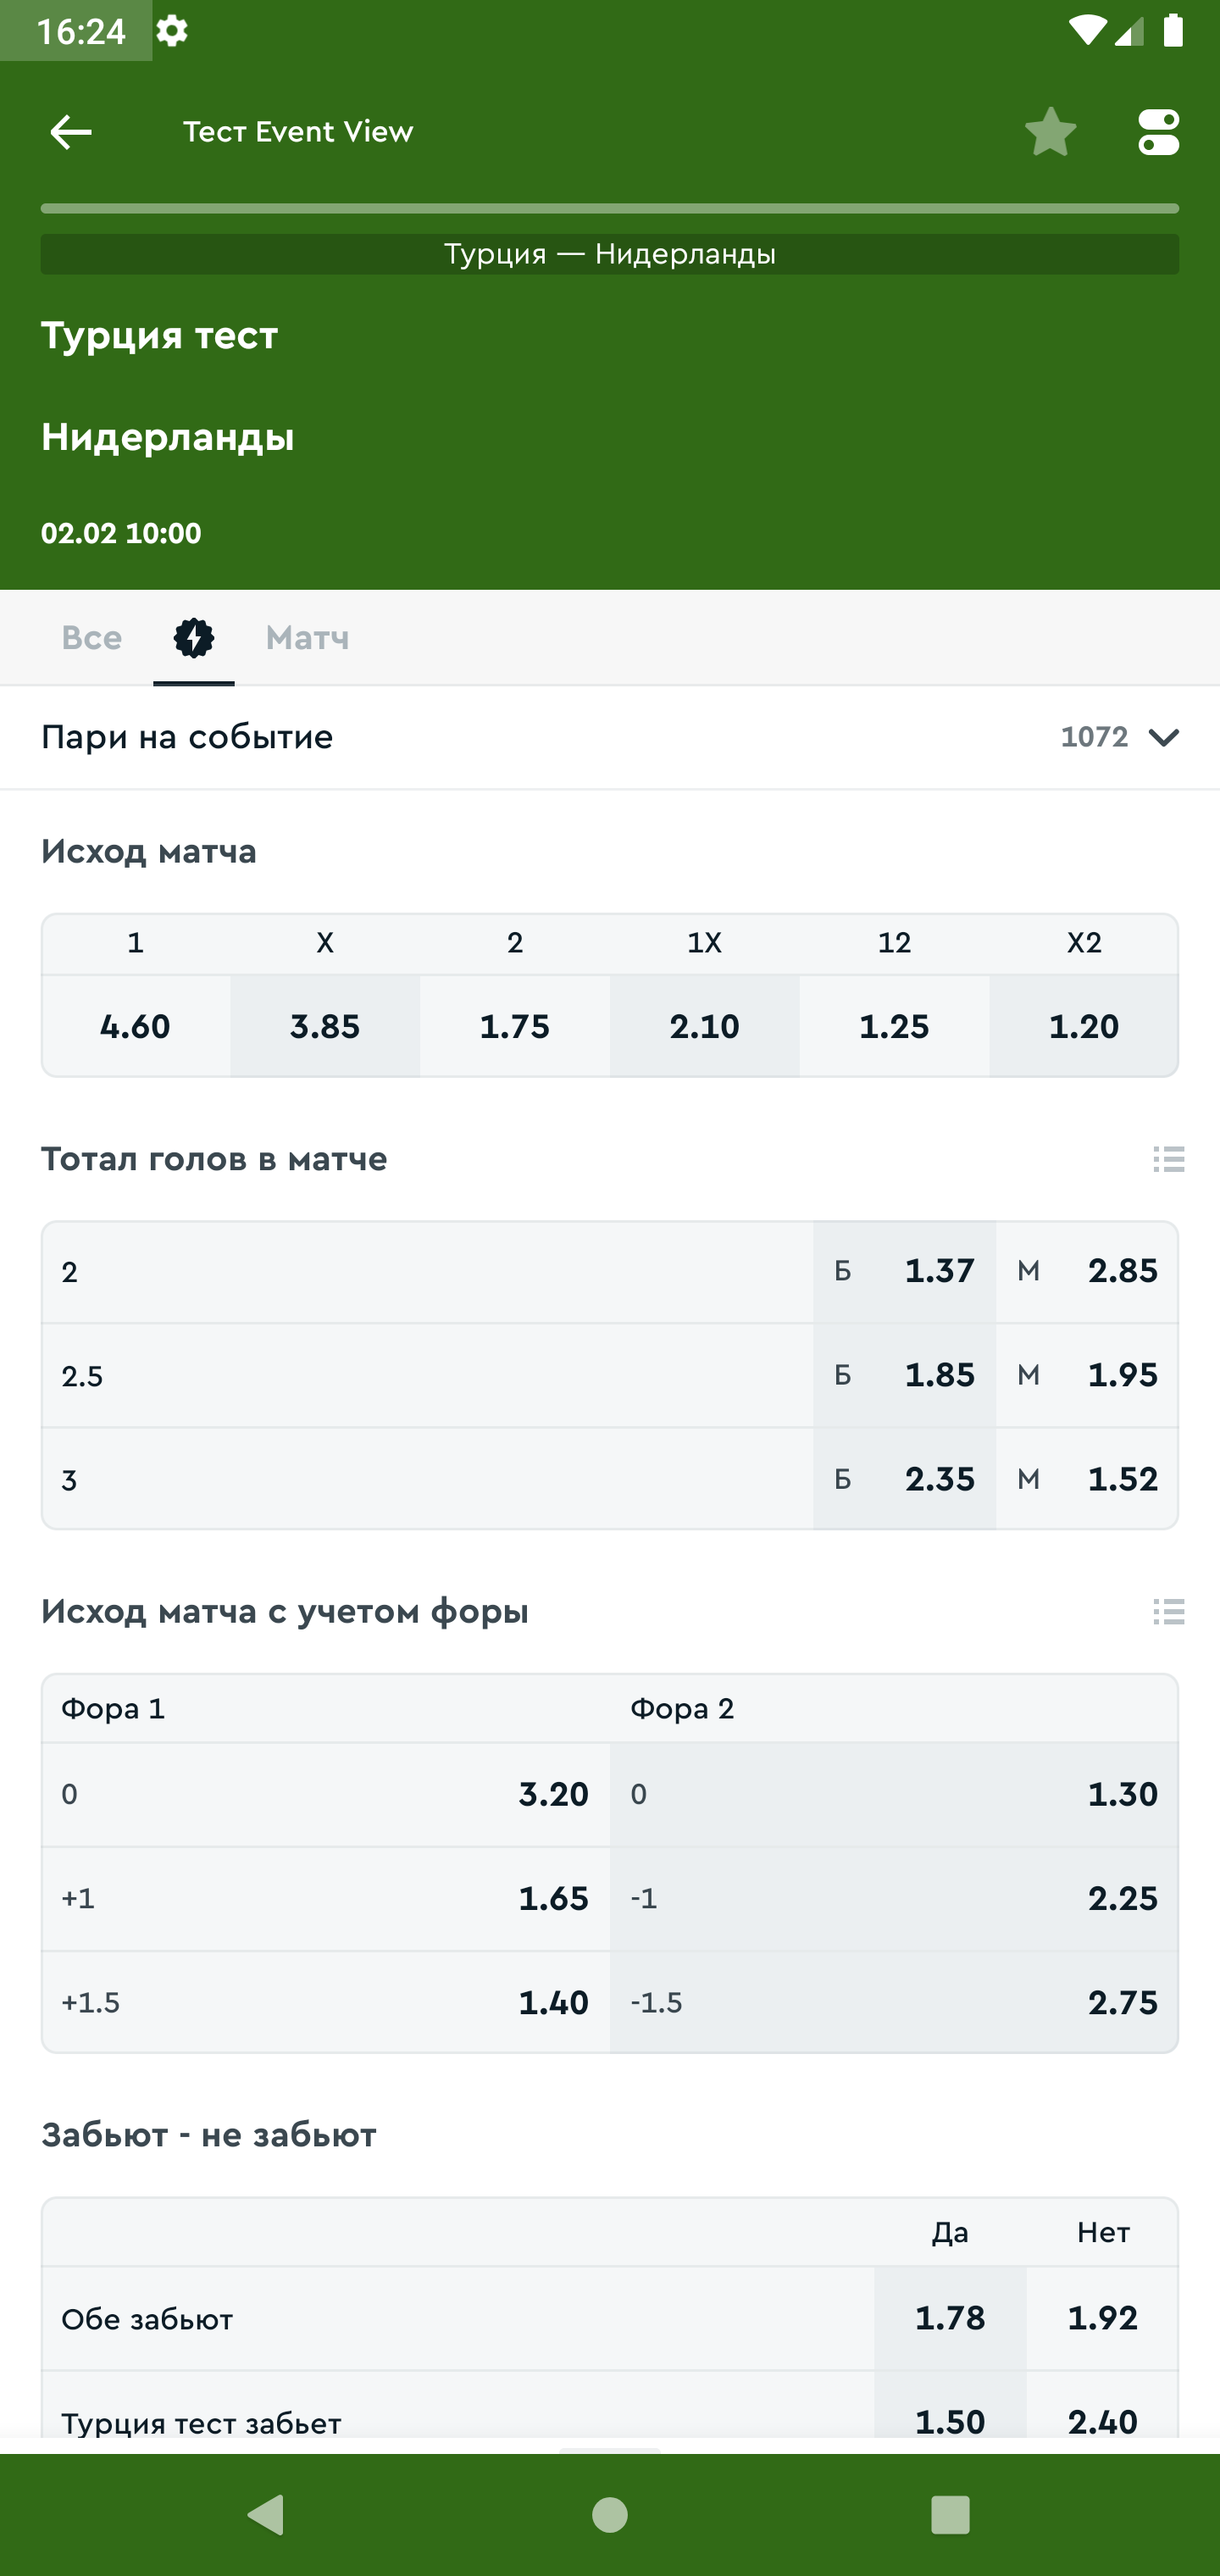 16:24
Тест Event View
Турция — Нидерланды
Турция тест
Нидерланды
02.02 10:00
Все Матч
Пари на событие 1072
Исход матча
1 X 2 1X 12 X2
4.60 3.85 1.75 2.10 1.25 1.20
Тотал голов в матче
2 Б 1.37 М 2.85
2.5 Б 1.85 М 1.95
3 Б 2.35 М 1.52
Исход матча с учетом форы
Фора 1 Фора 2
0 3.20 0 1.30
+1 1.65 -1 2.25
+1.5 1.40 -1.5 2.75
Забьют - не забьют
Да Нет
Обе забьют 1.78 1.92
Турция тест забьет 1.50 2.40